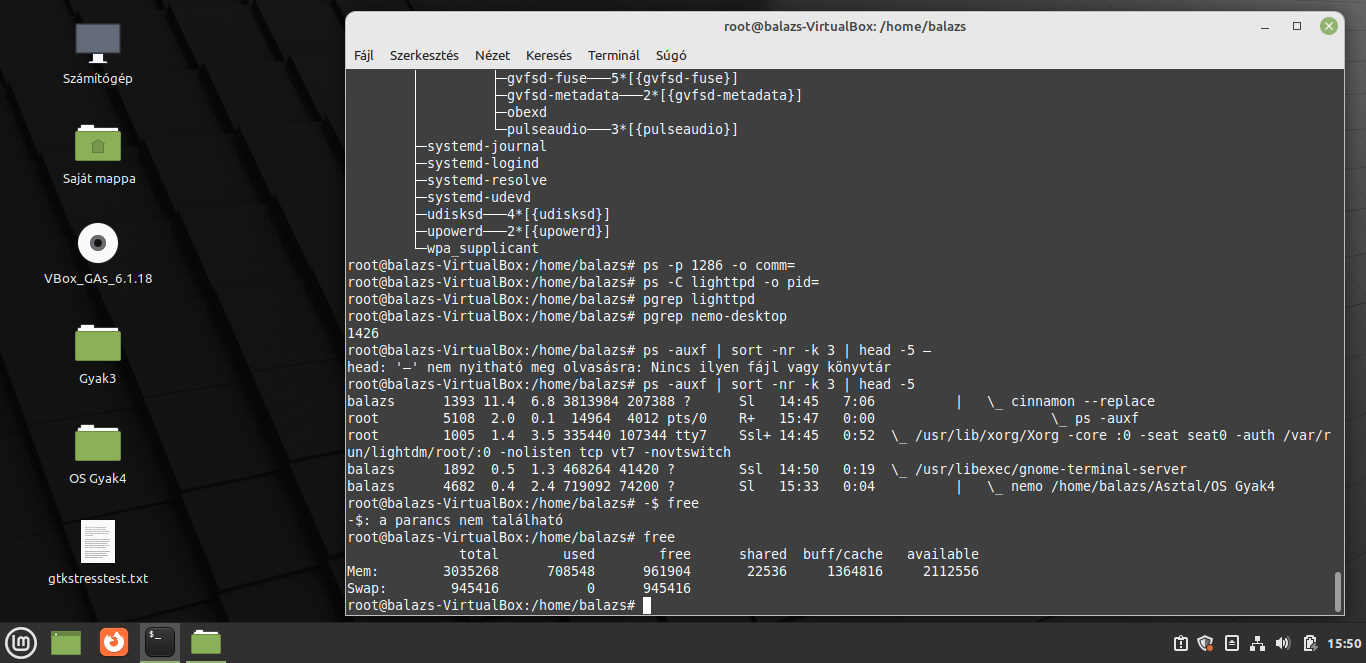 root@balazs-VirtualBox: /home/balazs
Fájl Szerkesztés Nézet Keresés Terminál Súgó
├─gvfsd-fuse───5*[{gvfsd-fuse}]
├─gvfsd-metadata───2*[{gvfsd-metadata}]
├─obexd
└─pulseaudio───3*[{pulseaudio}]
├─systemd-journal
├─systemd-logind
├─systemd-resolve
├─systemd-udevd
├─udisksd───4*[{udisksd}]
├─upowerd───2*[{upowerd}]
└─wpa_supplicant
root@balazs-VirtualBox:/home/balazs# ps -p 1286 -o comm=
root@balazs-VirtualBox:/home/balazs# ps -C lighttpd -o pid=
root@balazs-VirtualBox:/home/balazs# pgrep lighttpd
root@balazs-VirtualBox:/home/balazs# pgrep nemo-desktop
1426
root@balazs-VirtualBox:/home/balazs# ps -auxf | sort -nr -k 3 | head -5 –
head: '–' nem nyitható meg olvasásra: Nincs ilyen fájl vagy könyvtár
root@balazs-VirtualBox:/home/balazs# ps -auxf | sort -nr -k 3 | head -5
balazs 1393 11.4 6.8 3813984 207388 ? Sl 14:45 7:06 | \_ cinnamon --replace
root 5108 2.0 0.1 14964 4012 pts/0 R+ 15:47 0:00 \_ ps -auxf
root 1005 1.4 3.5 335440 107344 tty7 Ssl+ 14:45 0:52 \_ /usr/lib/xorg/Xorg -core :0 -seat seat0 -auth /var/r
un/lightdm/root/:0 -nolisten tcp vt7 -novtswitch
balazs 1892 0.5 1.3 468264 41420 ? Ssl 14:50 0:19 \_ /usr/libexec/gnome-terminal-server
balazs 4682 0.4 2.4 719092 74200 ? Sl 15:33 0:04 | \_ nemo /home/balazs/Asztal/OS Gyak4
root@balazs-VirtualBox:/home/balazs# -$ free
-$: a parancs nem található
root@balazs-VirtualBox:/home/balazs# free
total used free shared buff/cache available
Mem: 3035268 708548 961904 22536 1364816 2112556
Swap: 945416 0 945416
root@balazs-VirtualBox:/home/balazs#
Számítógép
Saját mappa
VBox_GAs_6.1.18
Gyak3
OS Gyak4
gtkstresstest.txt
$_
15:50